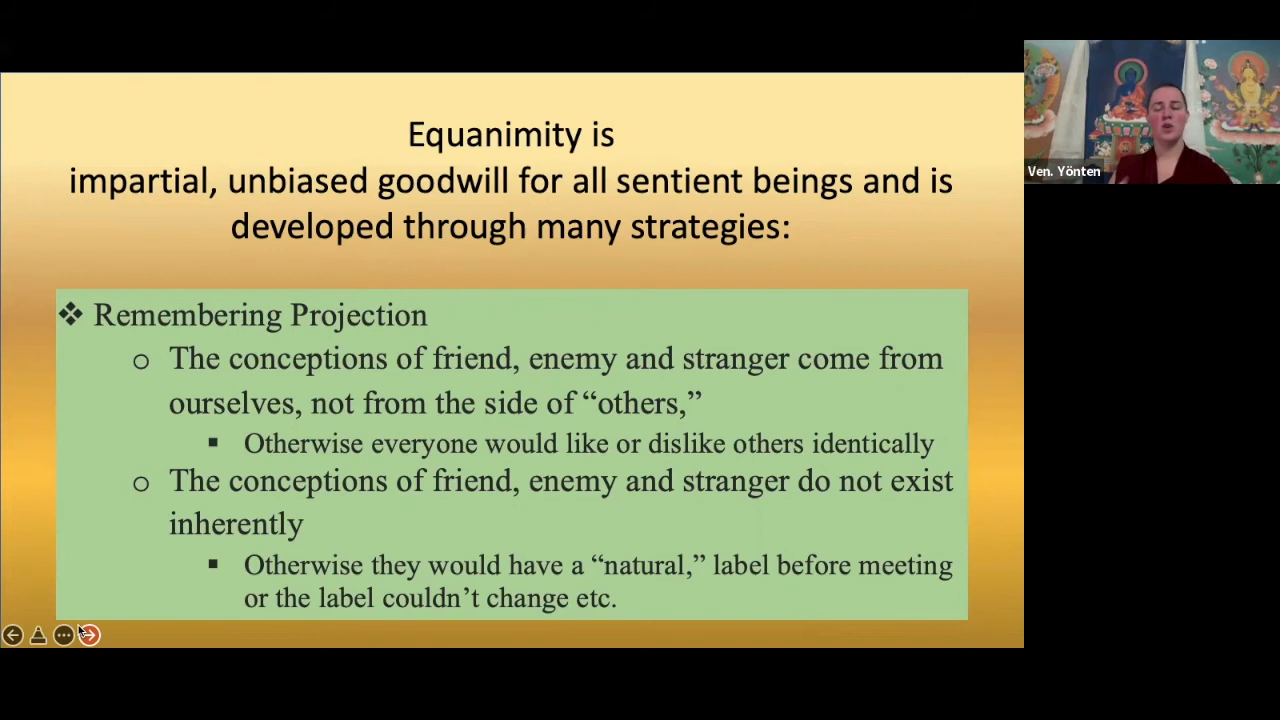 Equanimity is
impartial, unbiased goodwill for all sentient beings and is
developed through many strategies:
❖ Remembering Projection
o The conceptions of friend, enemy and stranger come from
ourselves, not from the side of “others,”
▪ Otherwise everyone would like or dislike others identically
o The conceptions of friend, enemy and stranger do not exist
inherently
▪ Otherwise they would have a “natural,” label before meeting
or the label couldn’t change etc.
Ven. Yönten